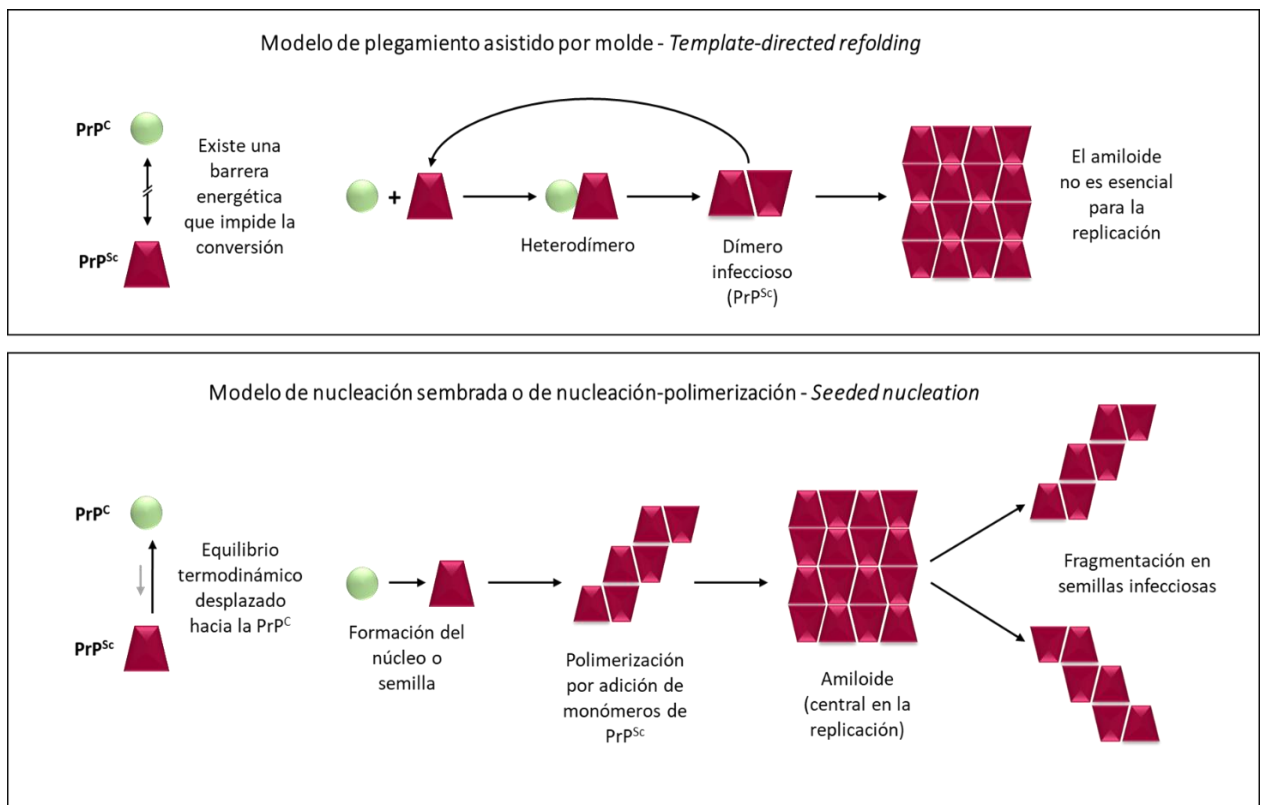 Modelo de plegamiento asistido por molde - Template-directed refolding
PrPᶜ
Existe una
barrera
energética
que impide la
conversión
PrPˢᶜ
+
Heterodímero
Dímero
infeccioso
(PrPˢᶜ)
El amiloide
no es esencial
para la
replicación
Modelo de nucleación sembrada o de nucleación-polimerización - Seeded nucleation
PrPᶜ
Equilibrio
termodinámico
desplazado
hacia la PrPᶜ
PrPˢᶜ
Formación del
núcleo o
semilla
Polimerización
por adición de
monómeros de
PrPˢᶜ
Amiloide
(central en la
replicación)
Fragmentación en
semillas infecciosas